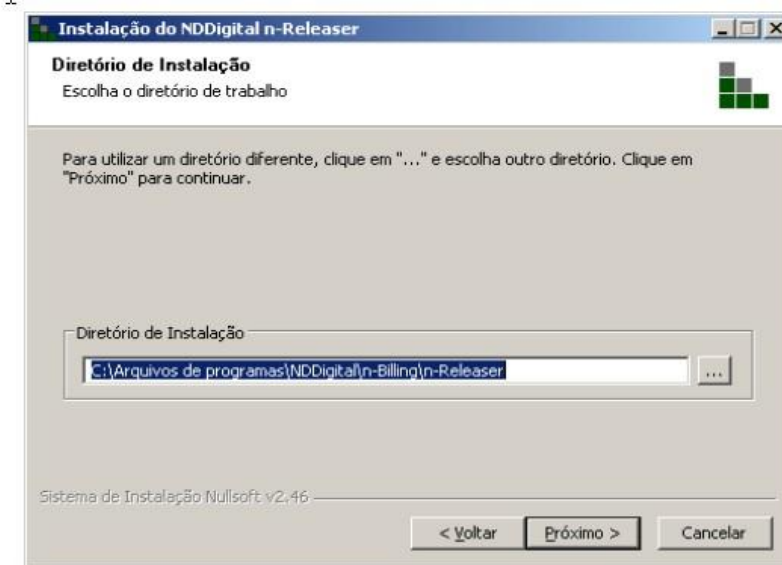 Instalação do NDDigital n-Releaser
Diretório de Instalação
Escolha o diretório de trabalho
Para utilizar um diretório diferente, clique em "..." e escolha outro diretório. Clique em
"Próximo" para continuar.
Diretório de Instalação
C:\Arquivos de programas\NDDigital\n-Billing\n-Releaser
...
Sistema de Instalação Nullsoft v2.46
< Voltar
Próximo >
Cancelar